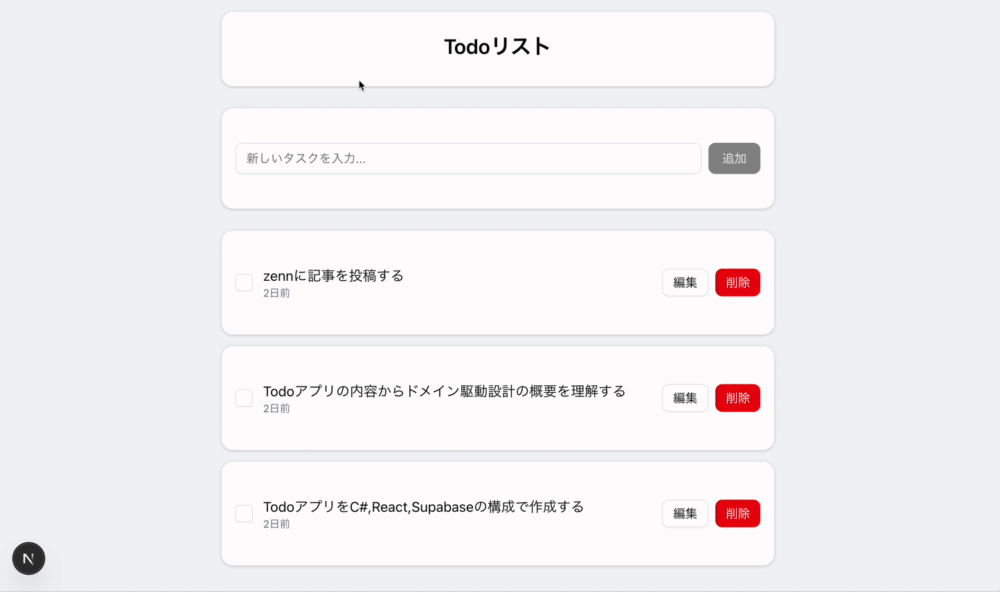 Todoリスト
新しいタスクを入力...
追加
zennに記事を投稿する
2日前
編集
削除
Todoアプリの内容からドメイン駆動設計の概要を理解する
2日前
編集
削除
TodoアプリをC#,React,Supabaseの構成で作成する
2日前
編集
削除
N